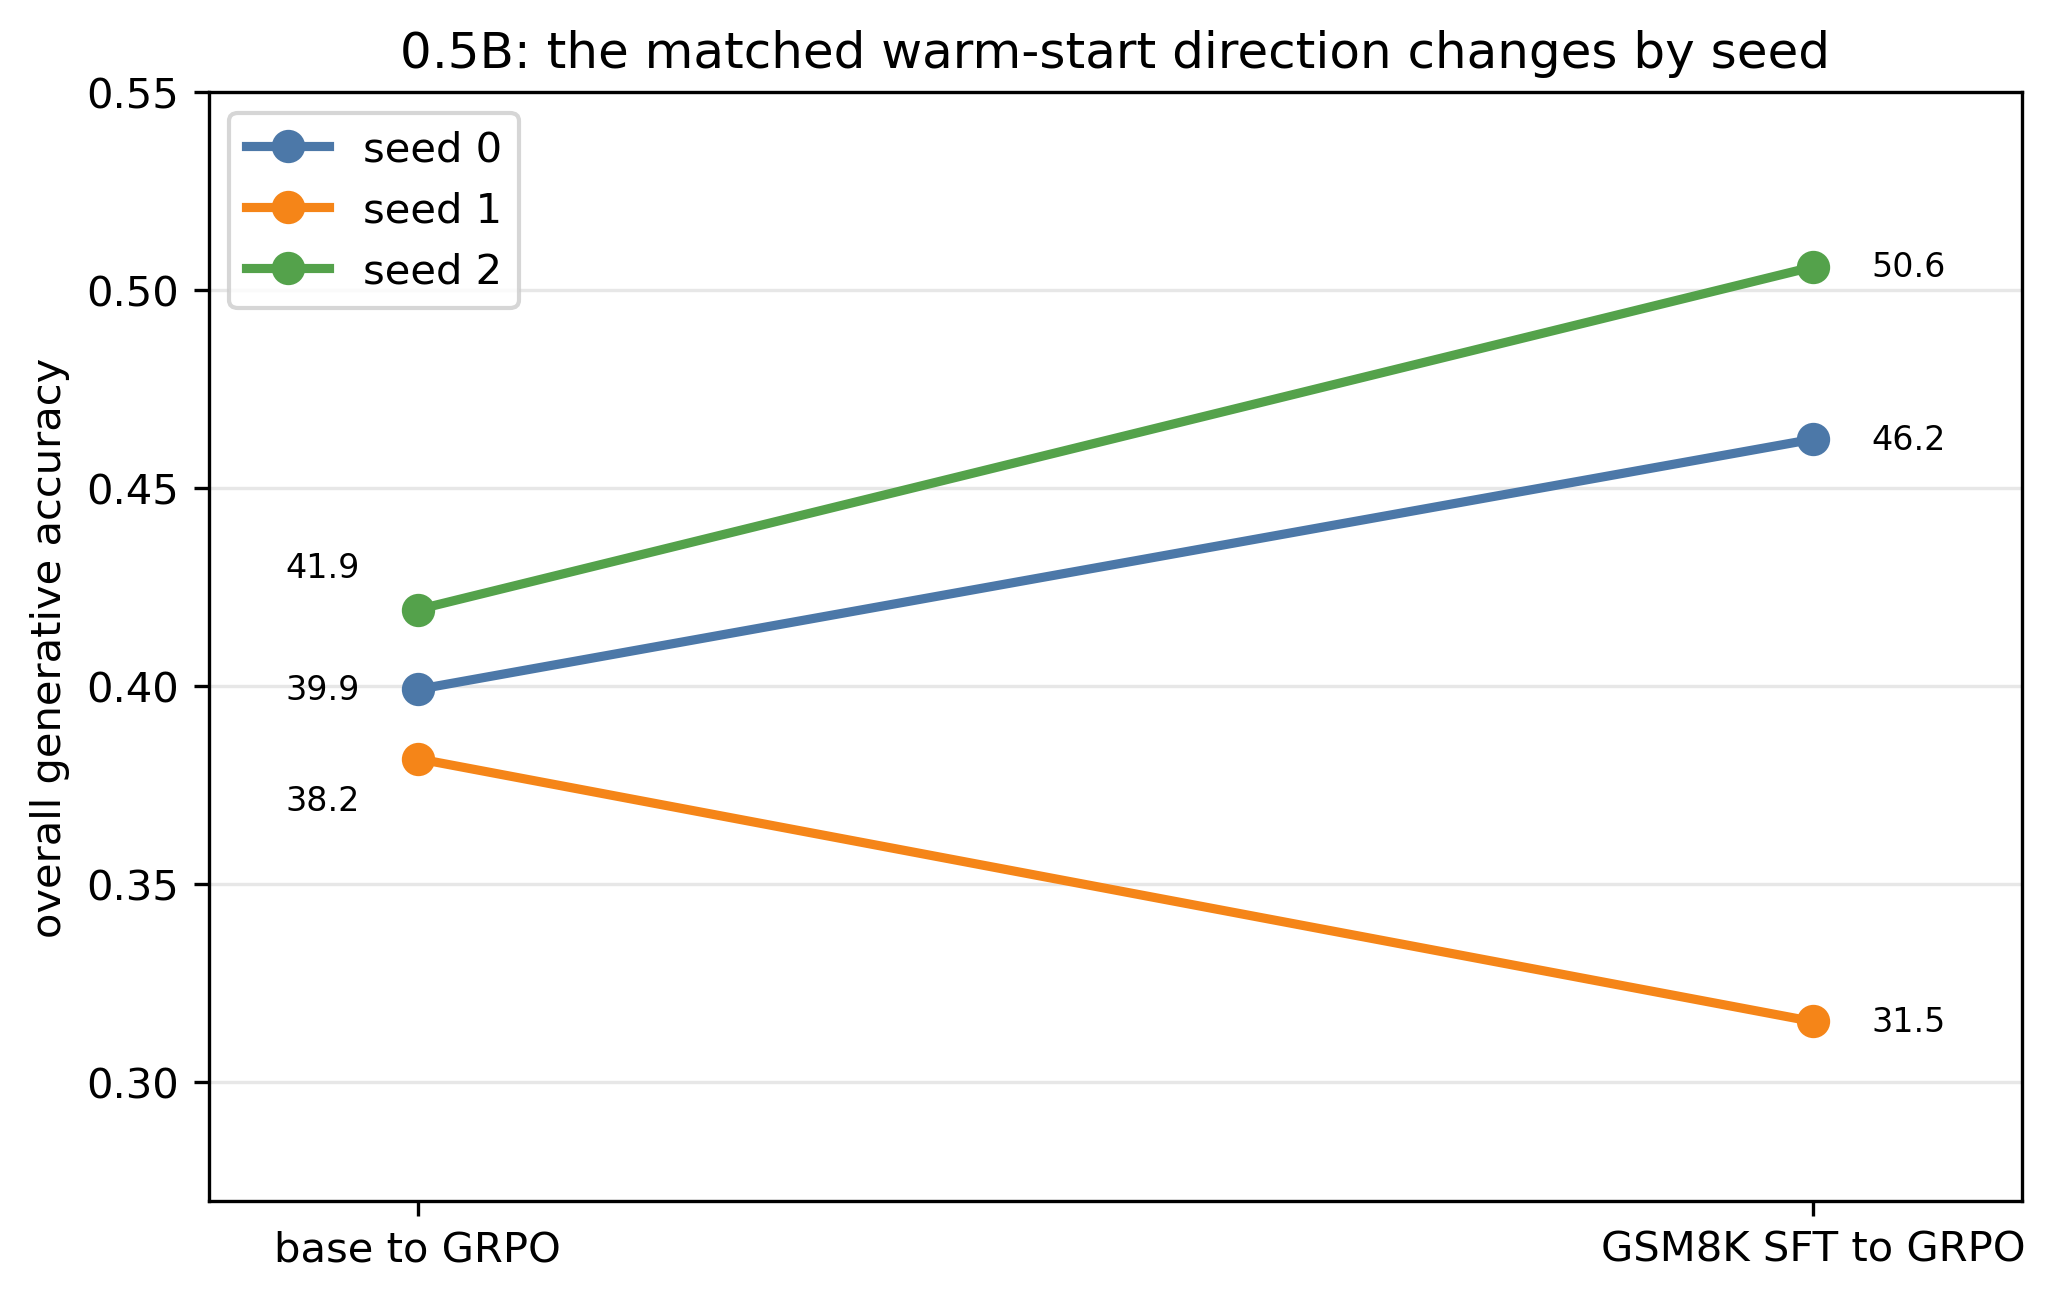 0.5B: the matched warm-start direction changes by seed
seed 0
seed 1
seed 2
overall generative accuracy
0.55
0.50
0.45
0.40
0.35
0.30
41.9
39.9
38.2
50.6
46.2
31.5
base to GRPO
GSM8K SFT to GRPO